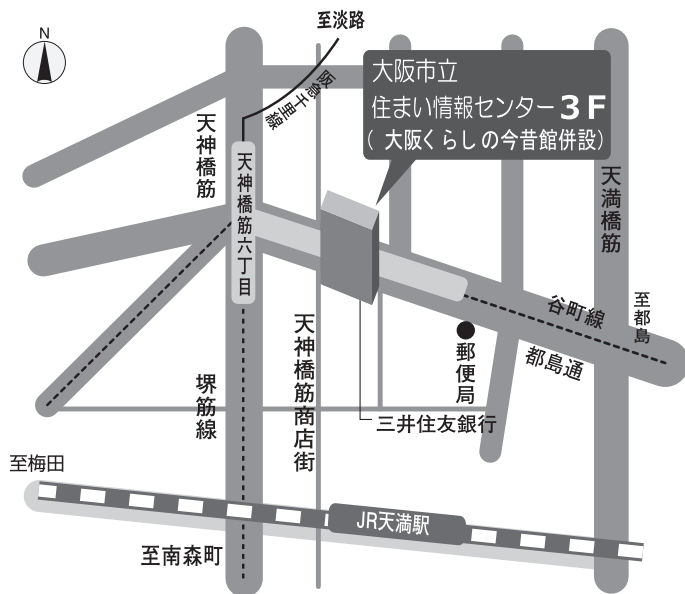 N
至淡路
阪急千里線
大阪市立
住まい情報センター3F
(大阪くらしの今昔館併設)
天神橋筋
天神橋筋六丁目
天満橋筋
谷町線
至都島
都島通
郵便局
天神橋筋商店街
堺筋線
三井住友銀行
至梅田
JR天満駅
至南森町